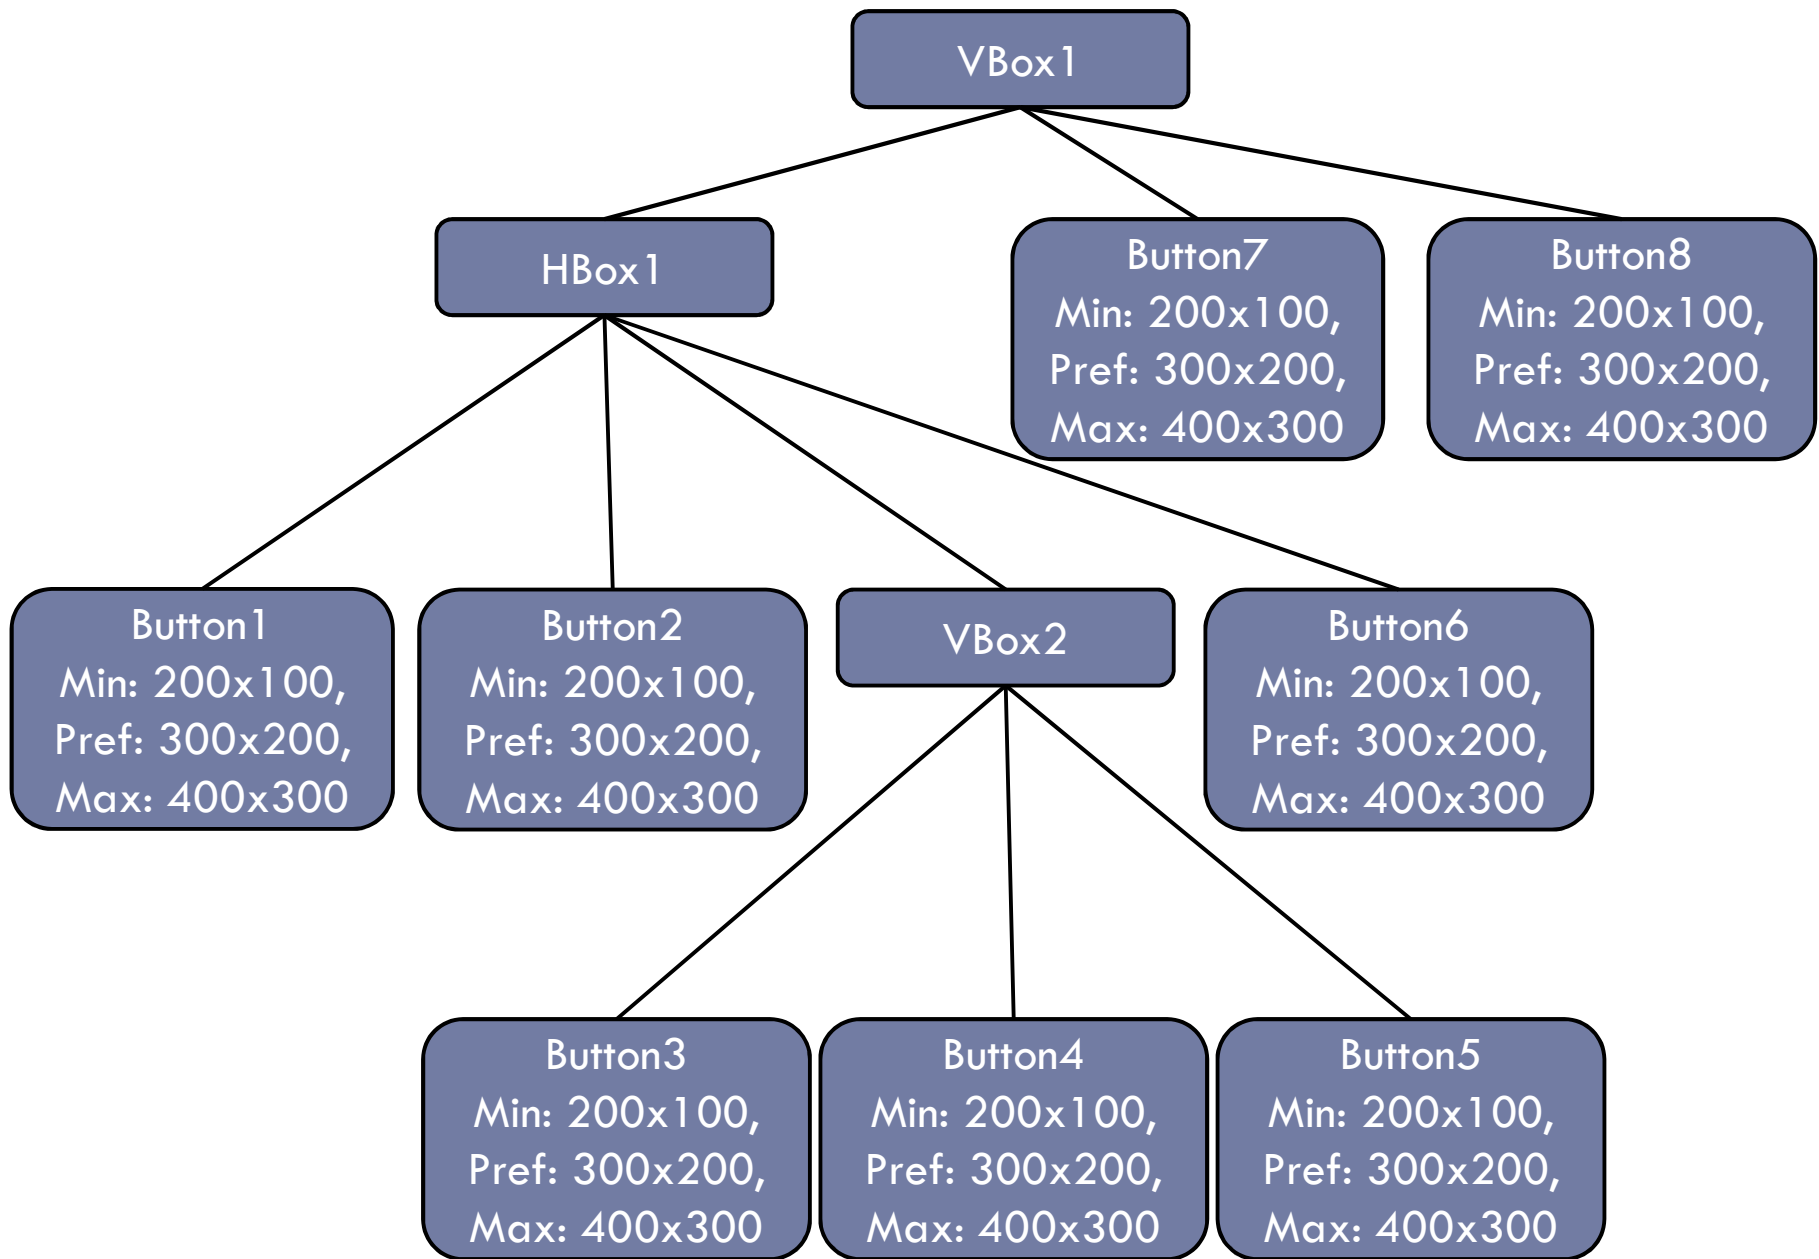 VBox1
HBox1
Button7
Min: 200x100,
Pref: 300x200,
Max: 400x300
Button8
Min: 200x100,
Pref: 300x200,
Max: 400x300
Button1
Min: 200x100,
Pref: 300x200,
Max: 400x300
Button2
Min: 200x100,
Pref: 300x200,
Max: 400x300
VBox2
Button6
Min: 200x100,
Pref: 300x200,
Max: 400x300
Button3
Min: 200x100,
Pref: 300x200,
Max: 400x300
Button4
Min: 200x100,
Pref: 300x200,
Max: 400x300
Button5
Min: 200x100,
Pref: 300x200,
Max: 400x300